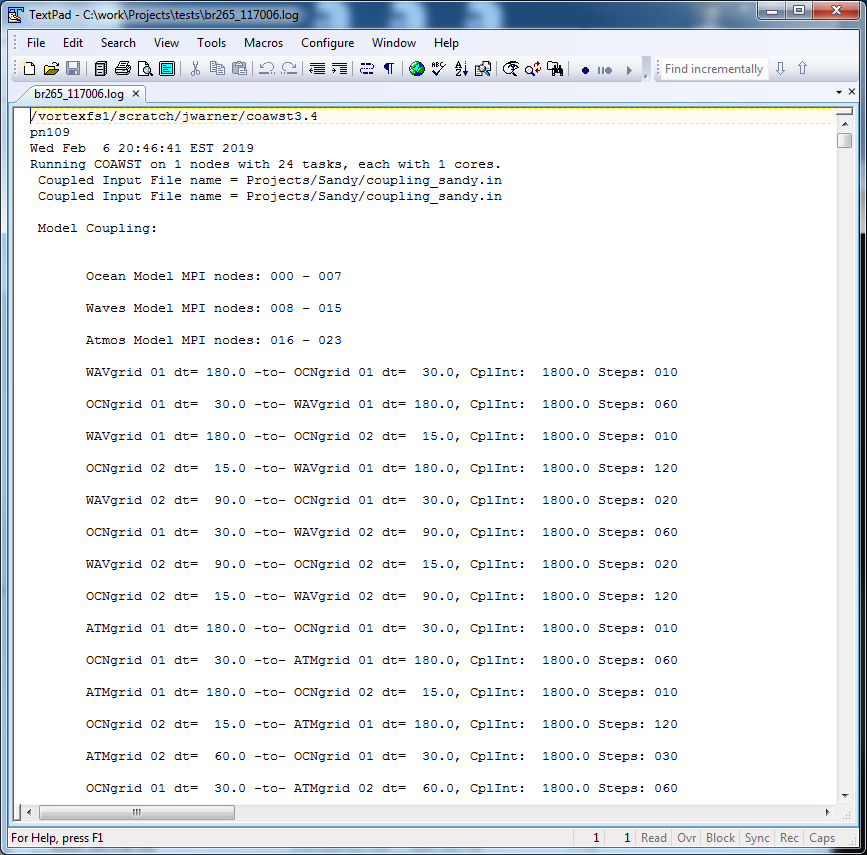 TextPad - C:\work\Projects\tests\br265_117006.log
File Edit Search View Tools Macros Configure Window Help
Find incrementally
br265_117006.log
/vortexfs1/scratch/jwarner/coawst3.4
pn109
Wed Feb  6 20:46:41 EST 2019
Running COAWST on 1 nodes with 24 tasks, each with 1 cores.
Coupled Input File name = Projects/Sandy/coupling_sandy.in
Coupled Input File name = Projects/Sandy/coupling_sandy.in
Model Coupling:
Ocean Model MPI nodes: 000 - 007
Waves Model MPI nodes: 008 - 015
Atmos Model MPI nodes: 016 - 023
WAVgrid 01 dt= 180.0 -to- OCNgrid 01 dt=  30.0, CplInt:  1800.0 Steps: 010
OCNgrid 01 dt=  30.0 -to- WAVgrid 01 dt= 180.0, CplInt:  1800.0 Steps: 060
WAVgrid 01 dt= 180.0 -to- OCNgrid 02 dt=  15.0, CplInt:  1800.0 Steps: 010
OCNgrid 02 dt=  15.0 -to- WAVgrid 01 dt= 180.0, CplInt:  1800.0 Steps: 120
WAVgrid 02 dt=  90.0 -to- OCNgrid 01 dt=  30.0, CplInt:  1800.0 Steps: 020
OCNgrid 01 dt=  30.0 -to- WAVgrid 02 dt=  90.0, CplInt:  1800.0 Steps: 060
WAVgrid 02 dt=  90.0 -to- OCNgrid 02 dt=  15.0, CplInt:  1800.0 Steps: 020
OCNgrid 02 dt=  15.0 -to- WAVgrid 02 dt=  90.0, CplInt:  1800.0 Steps: 120
ATMgrid 01 dt= 180.0 -to- OCNgrid 01 dt=  30.0, CplInt:  1800.0 Steps: 010
OCNgrid 01 dt=  30.0 -to- ATMgrid 01 dt= 180.0, CplInt:  1800.0 Steps: 060
ATMgrid 01 dt= 180.0 -to- OCNgrid 02 dt=  15.0, CplInt:  1800.0 Steps: 010
OCNgrid 02 dt=  15.0 -to- ATMgrid 01 dt= 180.0, CplInt:  1800.0 Steps: 120
ATMgrid 02 dt=  60.0 -to- OCNgrid 01 dt=  30.0, CplInt:  1800.0 Steps: 030
OCNgrid 01 dt=  30.0 -to- ATMgrid 02 dt=  60.0, CplInt:  1800.0 Steps: 060
For Help, press F1 1 1 Read Ovr Block Sync Rec Caps